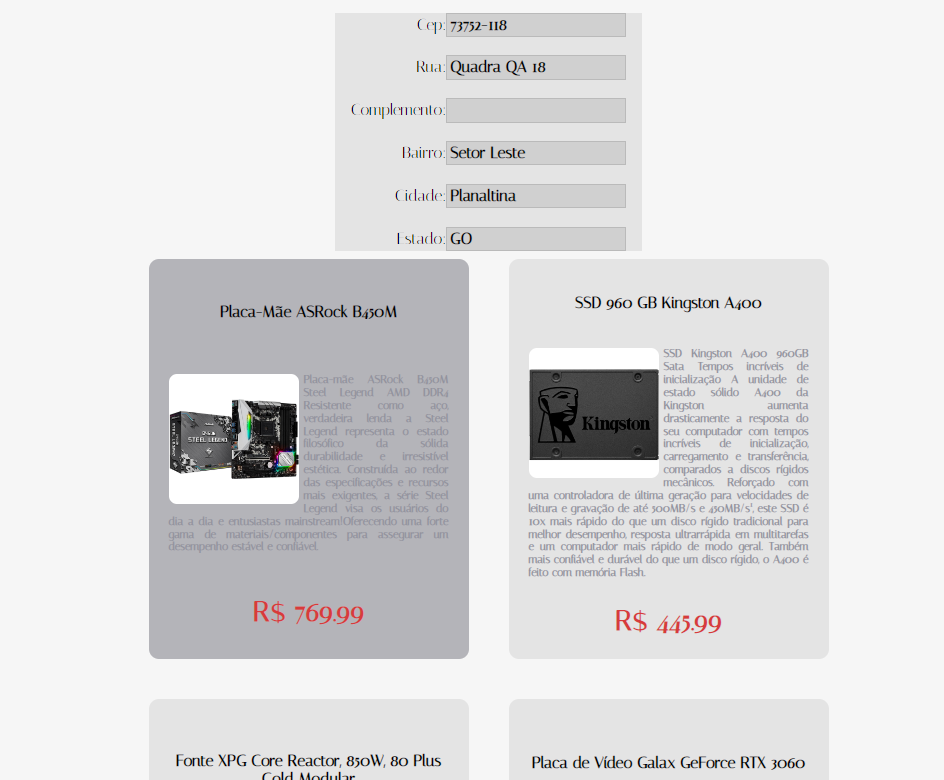 Cep: 73752-118
Rua: Quadra QA 18
Complemento:
Bairro: Setor Leste
Cidade: Planaltina
Estado: GO
Placa-Mãe ASRock B450M
STEEL LEGEND
Placa-mãe ASRock B450M
Steel Legend AMD DDR4
Resistente como aço,
verdadeira lenda a Steel
Legend representa o estado
filosófico da sólida
durabilidade e irresistível
estética. Construída ao redor
das especificações e recursos
mais exigentes, a série Steel
Legend visa os usuários do
dia a dia e entusiastas mainstream!Oferecendo uma forte
gama de materiais/componentes para assegurar um
desempenho estável e confiável.
R$ 769.99
SSD 960 GB Kingston A400
Kingston
SSD Kingston A400 960GB
Sata Tempos incríveis de
inicialização A unidade de
estado sólido A400 da
Kingston aumenta
drasticamente a resposta do
seu computador com tempos
incríveis de inicialização,
carregamento e transferência,
comparados a discos rígidos
mecânicos. Reforçado com
uma controladora de última geração para velocidades de
leitura e gravação de até 500MB/s e 450MB/s¹, este SSD é
10x mais rápido do que um disco rígido tradicional para
melhor desempenho, resposta ultrarrápida em multitarefas
e um computador mais rápido de modo geral. Também
mais confiável e durável do que um disco rígido, o A400 é
feito com memória Flash.
R$ 445.99
Fonte XPG Core Reactor, 850W, 80 Plus
Gold Modular
Placa de Vídeo Galax GeForce RTX 3060